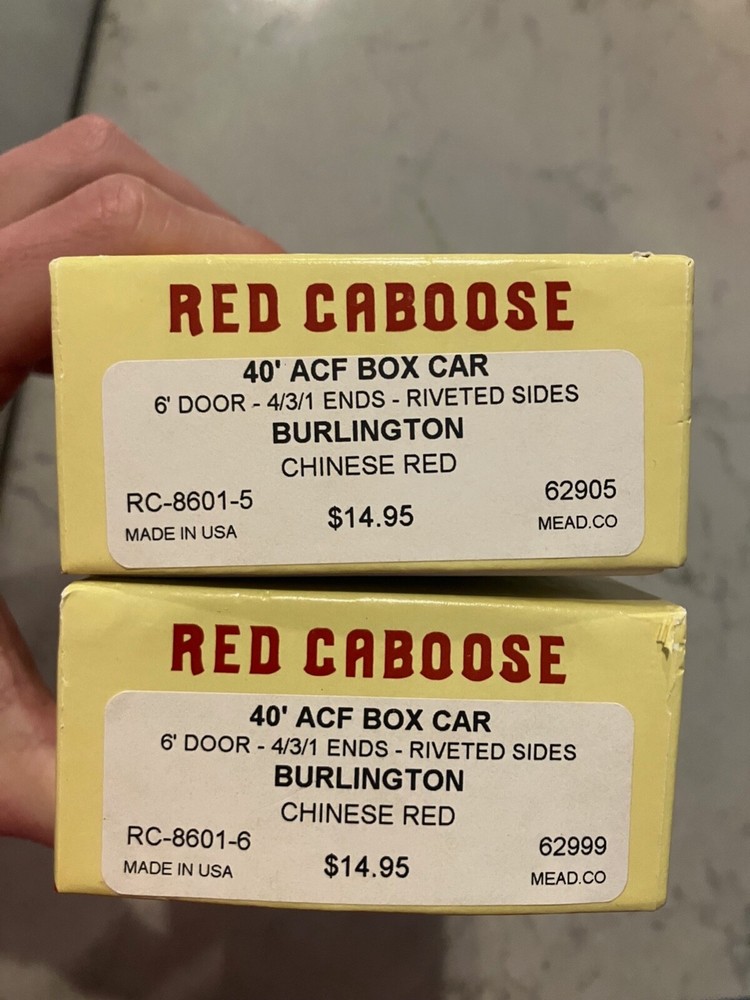 RED CABOOSE
40' ACF BOX CAR
6' DOOR - 4/3/1 ENDS - RIVETED SIDES
BURLINGTON
CHINESE RED
RC-8601-5 $14.95 62905
MADE IN USA MEAD.CO
RED CABOOSE
40' ACF BOX CAR
6' DOOR - 4/3/1 ENDS - RIVETED SIDES
BURLINGTON
CHINESE RED
RC-8601-6 $14.95 62999
MADE IN USA MEAD.CO